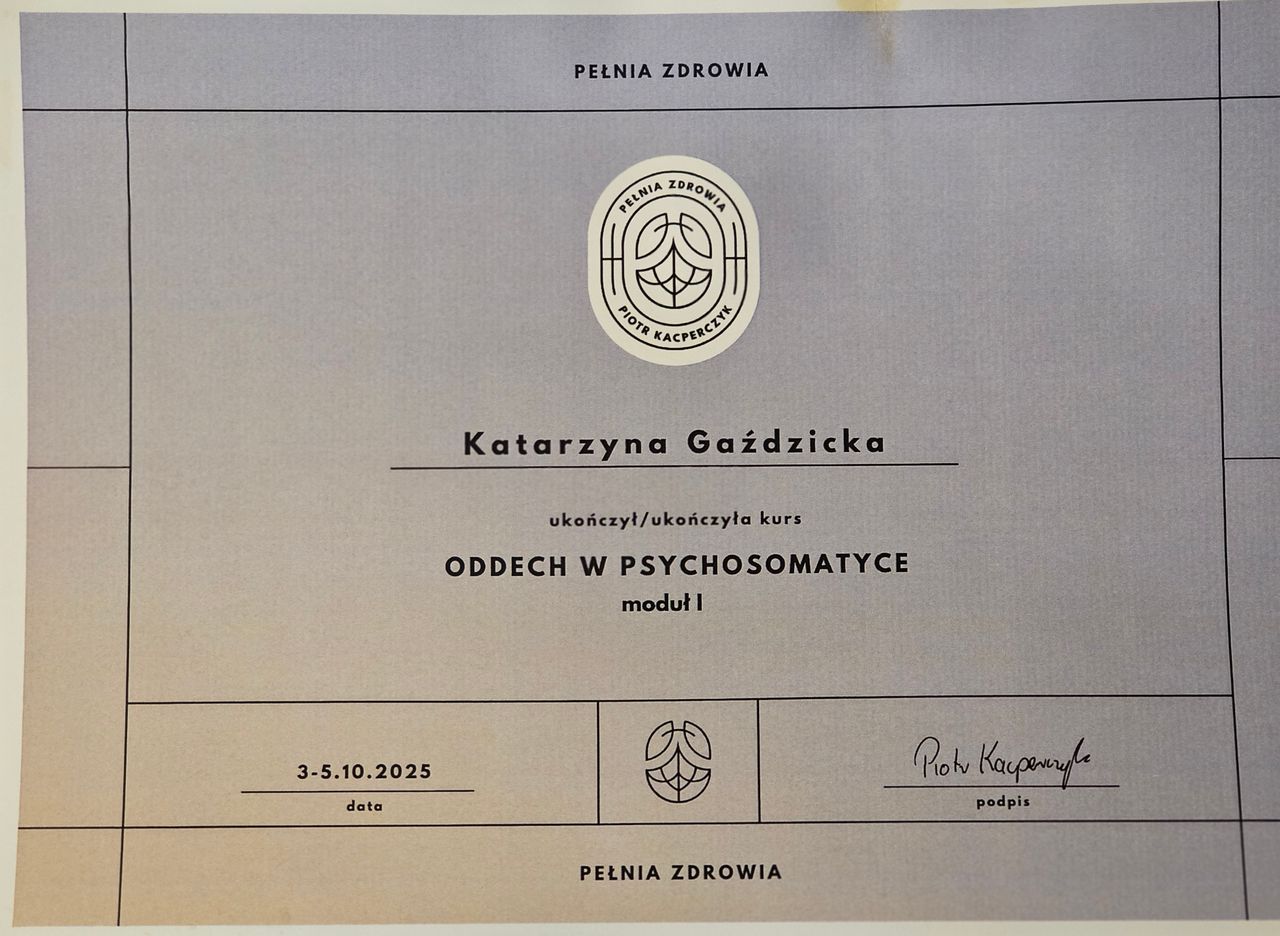 PEŁNIA ZDROWIA
PEŁNIA ZDROWIA
PIOTR KACPERCZYK
Katarzyna Gaździcka
ukończył/ukończyła kurs
ODDECH W PSYCHOSOMATYCE
moduł I
3-5.10.2025
data
Piotr Kacperczyk
podpis
PEŁNIA ZDROWIA